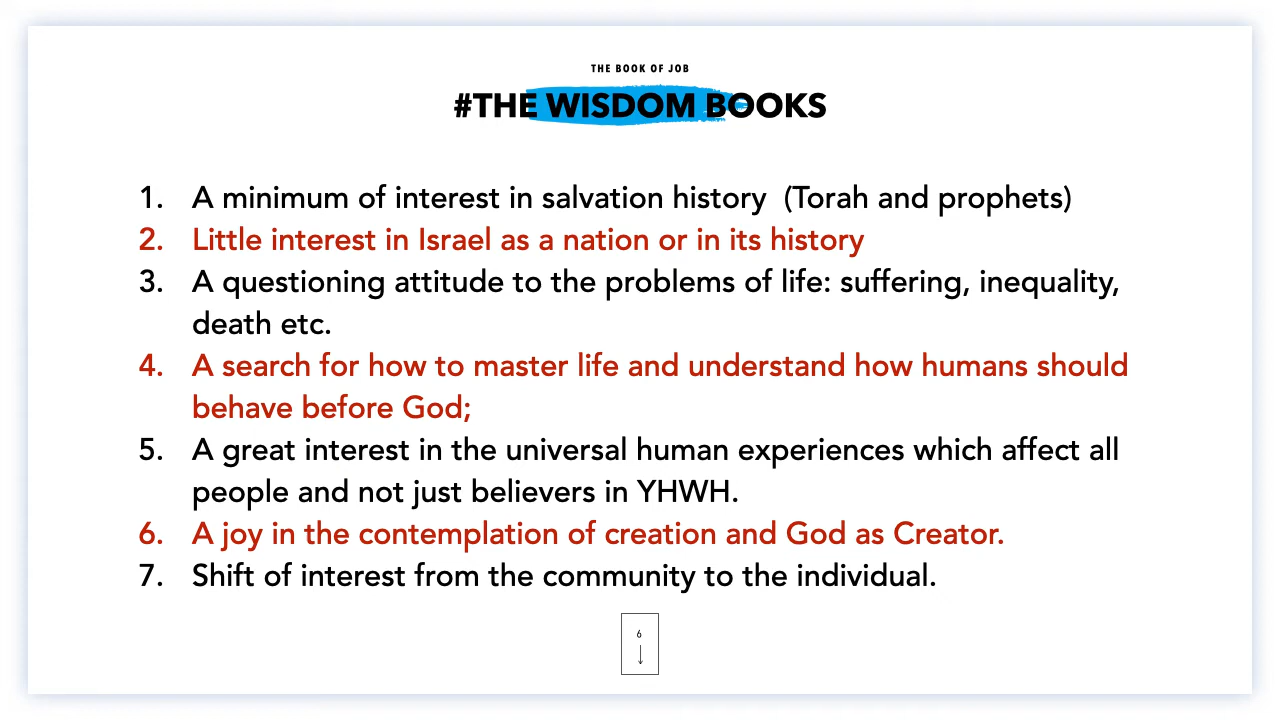 THE BOOK OF JOB
#THE WISDOM BOOKS
1. A minimum of interest in salvation history  (Torah and prophets)
2. Little interest in Israel as a nation or in its history
3. A questioning attitude to the problems of life: suffering, inequality,
death etc.
4. A search for how to master life and understand how humans should
behave before God;
5. A great interest in the universal human experiences which affect all
people and not just believers in YHWH.
6. A joy in the contemplation of creation and God as Creator.
7. Shift of interest from the community to the individual.
6